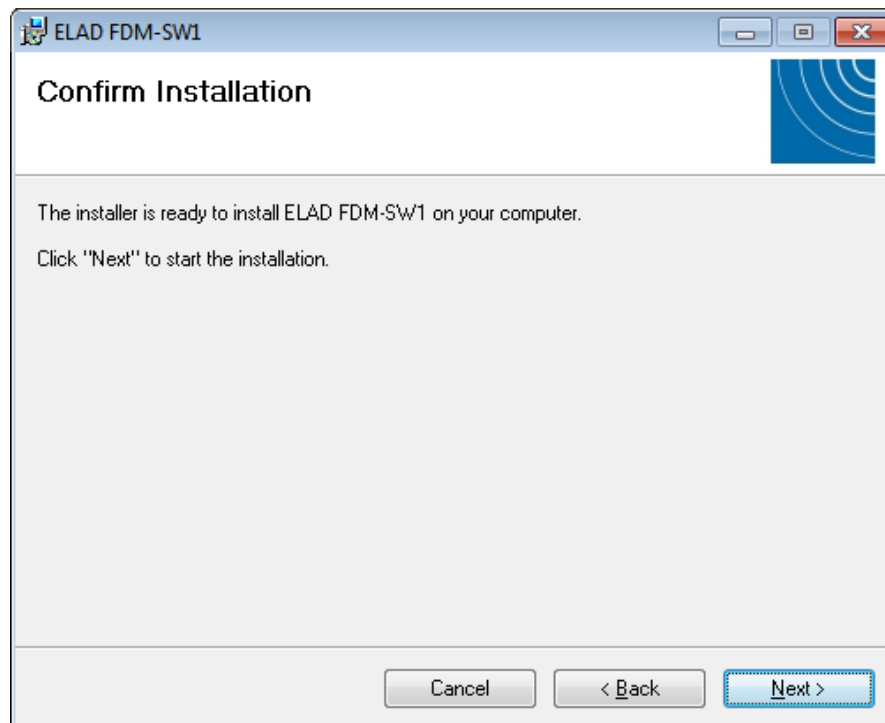 ELAD FDM-SW1
Confirm Installation
The installer is ready to install ELAD FDM-SW1 on your computer.
Click "Next" to start the installation.
Cancel
< Back
Next >